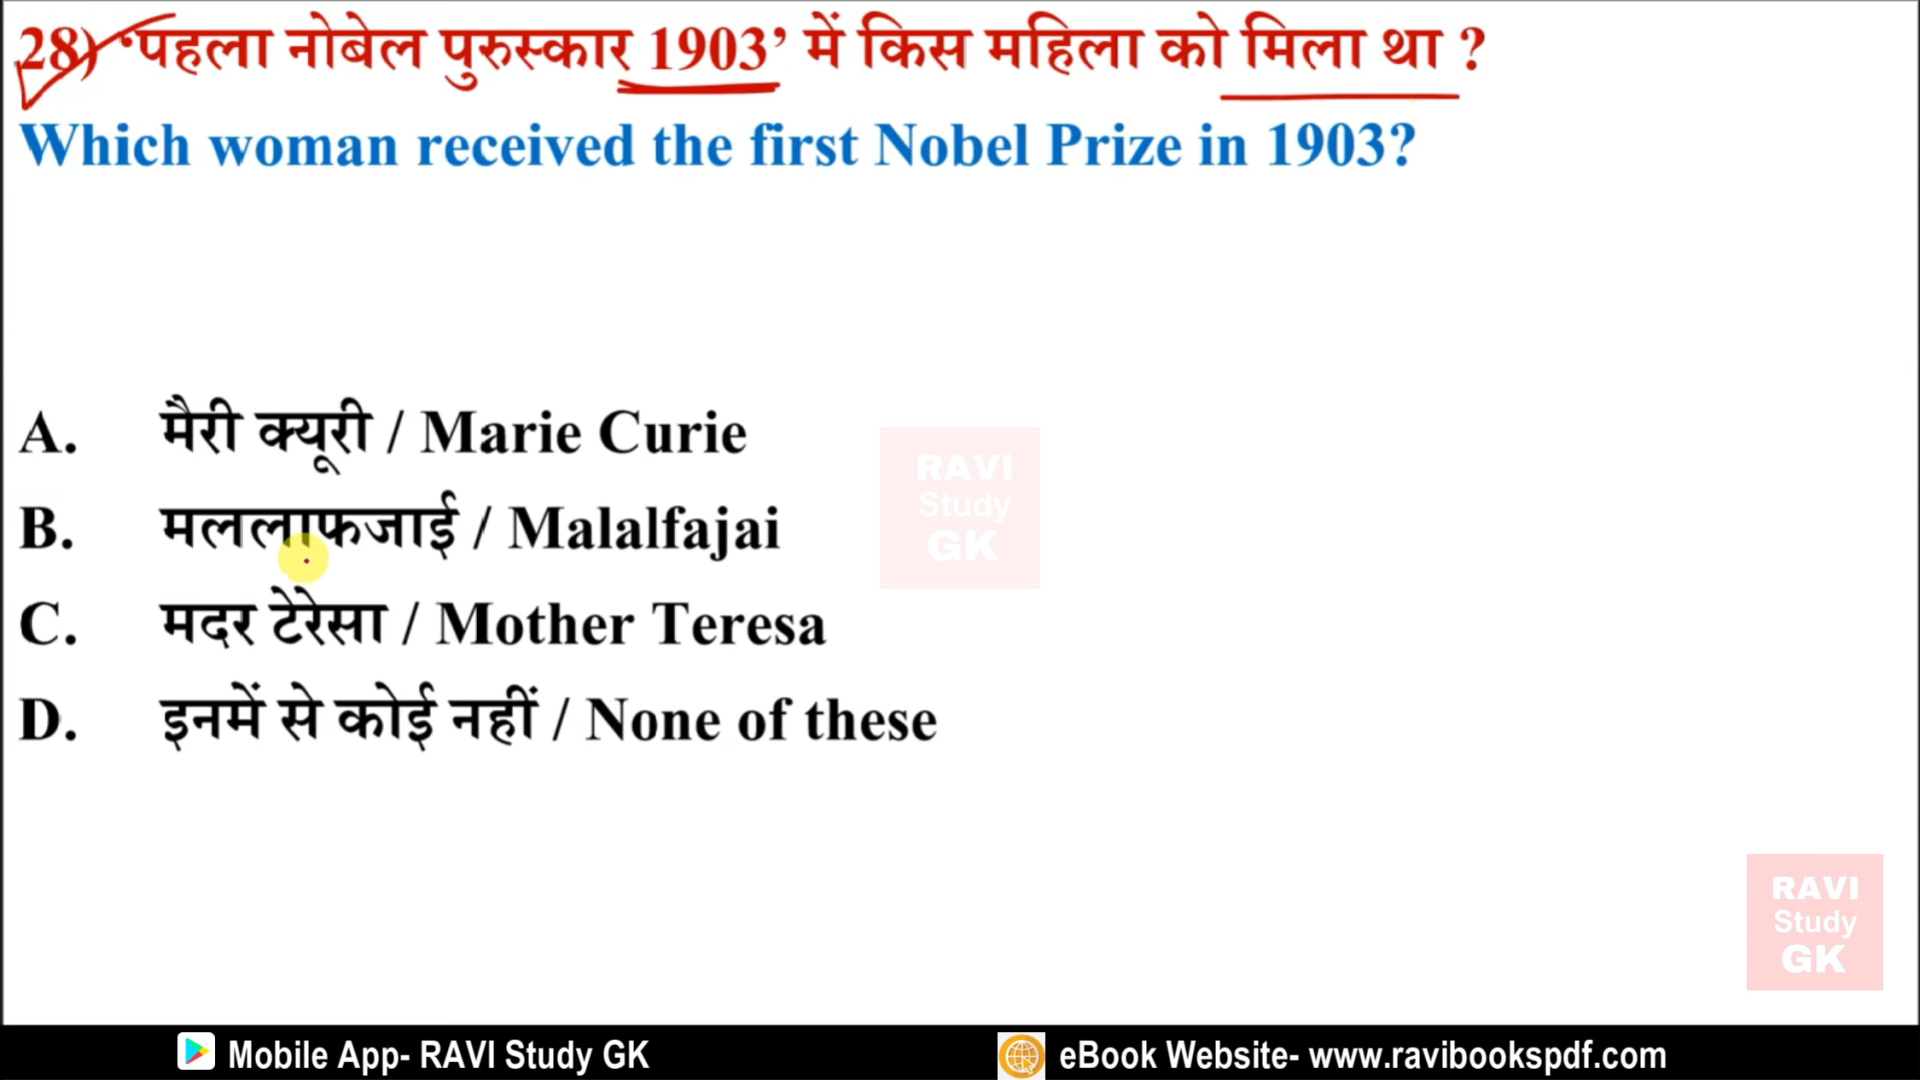 28) ‘पहला नोबेल पुरुस्कार 1903’ में किस महिला को मिला था ?
Which woman received the first Nobel Prize in 1903?
A. मैरी क्यूरी / Marie Curie
B. मललाफजाई / Malalfajai
C. मदर टेरेसा / Mother Teresa
D. इनमें से कोई नहीं / None of these
RAVI
Study
GK
RAVI
Study
GK
Mobile App- RAVI Study GK
eBook Website- www.ravibookspdf.com